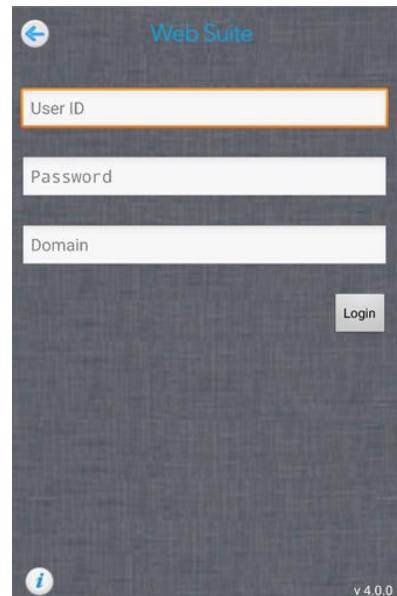 Web Suite
User ID
Password
Domain
Login
i
v 4.0.0